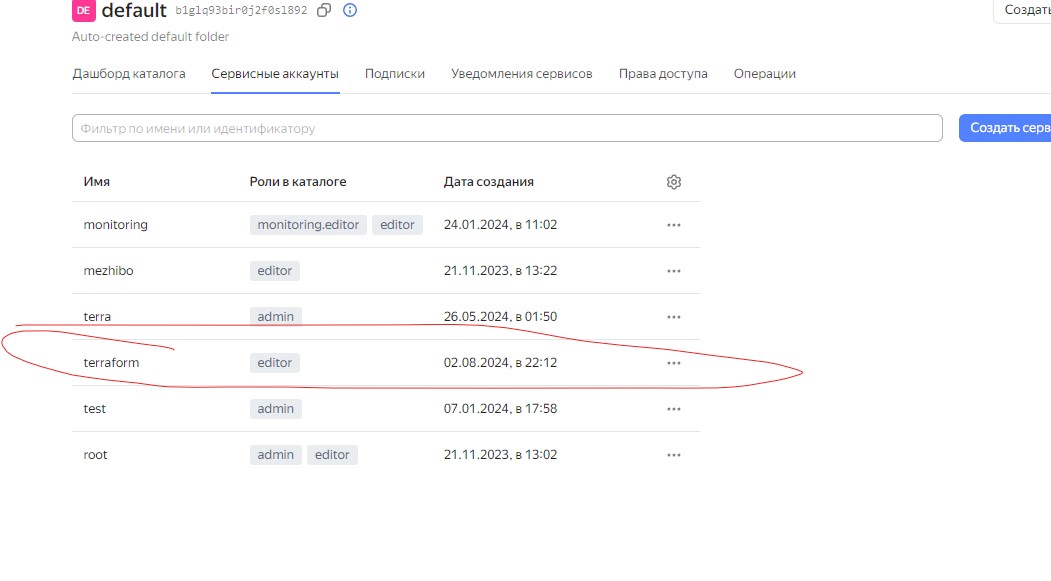 DE default b1glq93bir0j2f0sl892
Создать
Auto-created default folder
Дашборд каталога Сервисные аккаунты Подписки Уведомления сервисов Права доступа Операции
Фильтр по имени или идентификатору Создать серв
Имя Роли в каталоге Дата создания
monitoring monitoring.editor editor 24.01.2024, в 11:02
mezhibo editor 21.11.2023, в 13:22
terra admin 26.05.2024, в 01:50
terraform editor 02.08.2024, в 22:12
test admin 07.01.2024, в 17:58
root admin editor 21.11.2023, в 13:02